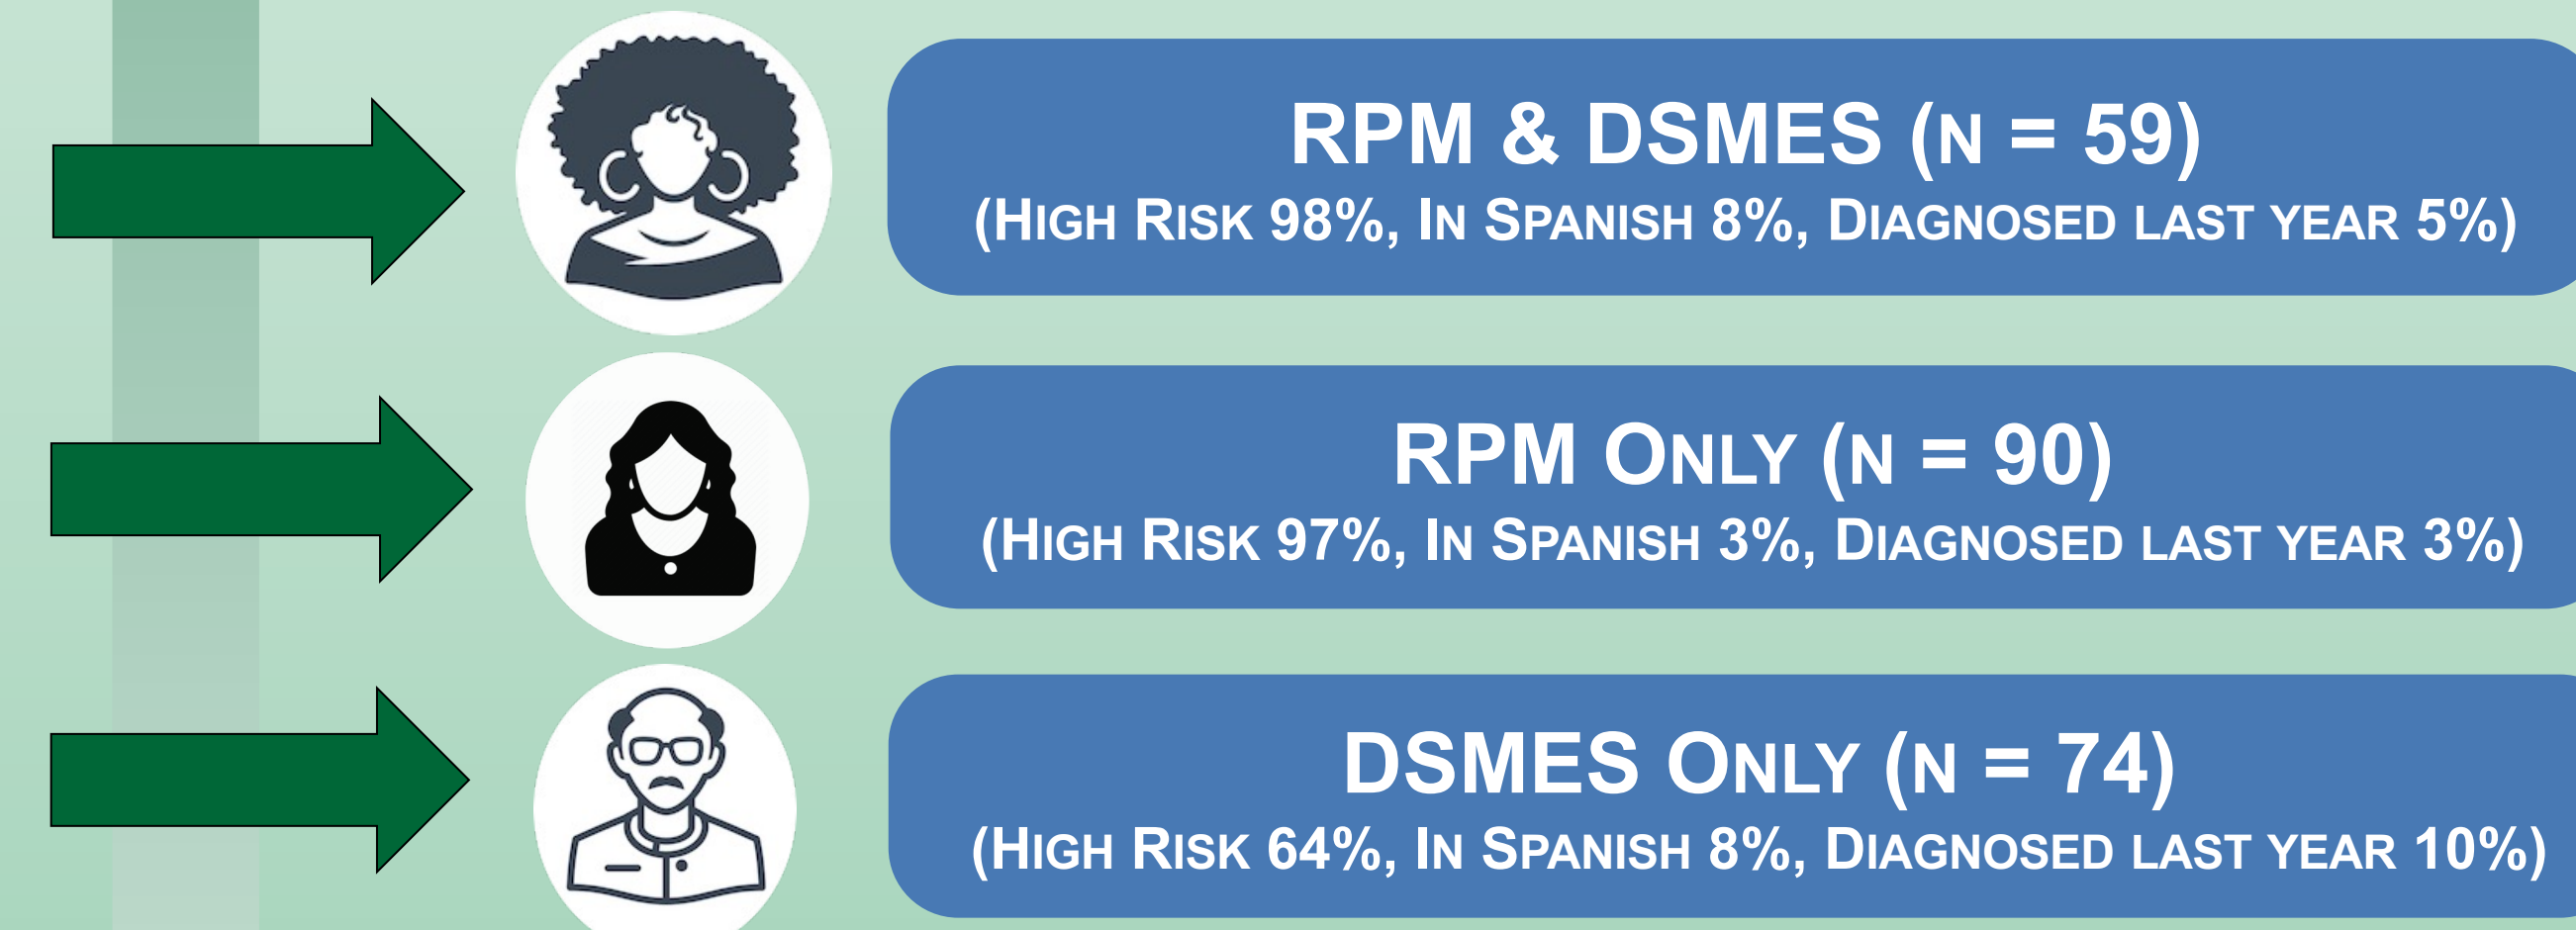 RPM & DSMES (N = 59)
(High Risk 98%, In Spanish 8%, Diagnosed last year 5%)
RPM Only (N = 90)
(High Risk 97%, In Spanish 3%, Diagnosed last year 3%)
DSMES Only (N = 74)
(High Risk 64%, In Spanish 8%, Diagnosed last year 10%)